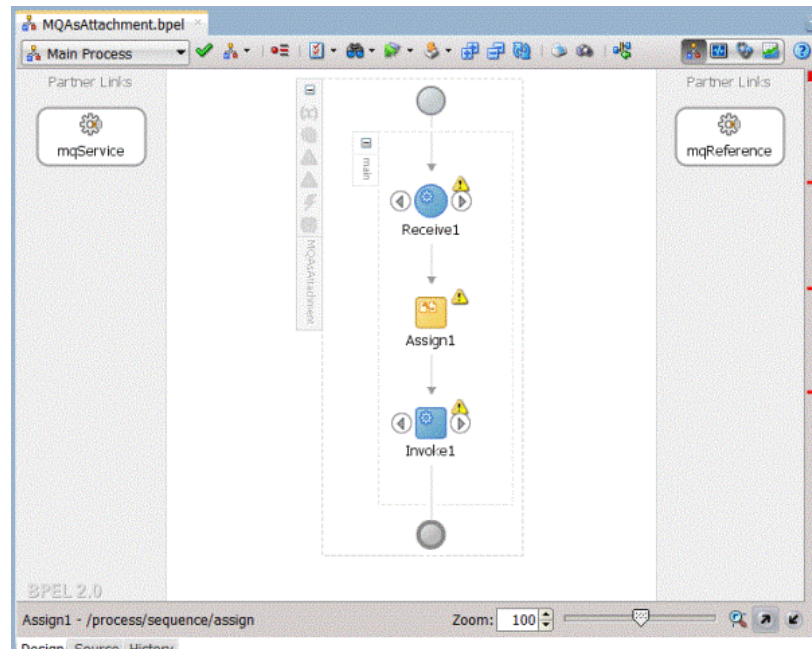 MQAsAttachment.bpel
Main Process
Partner Links
Partner Links
mqService
mqReference
(x)
main
MQAsAttachment
Receive1
Assign1
Invoke1
BPEL 2.0
Assign1 - /process/sequence/assign
Zoom: 100
Design Source History